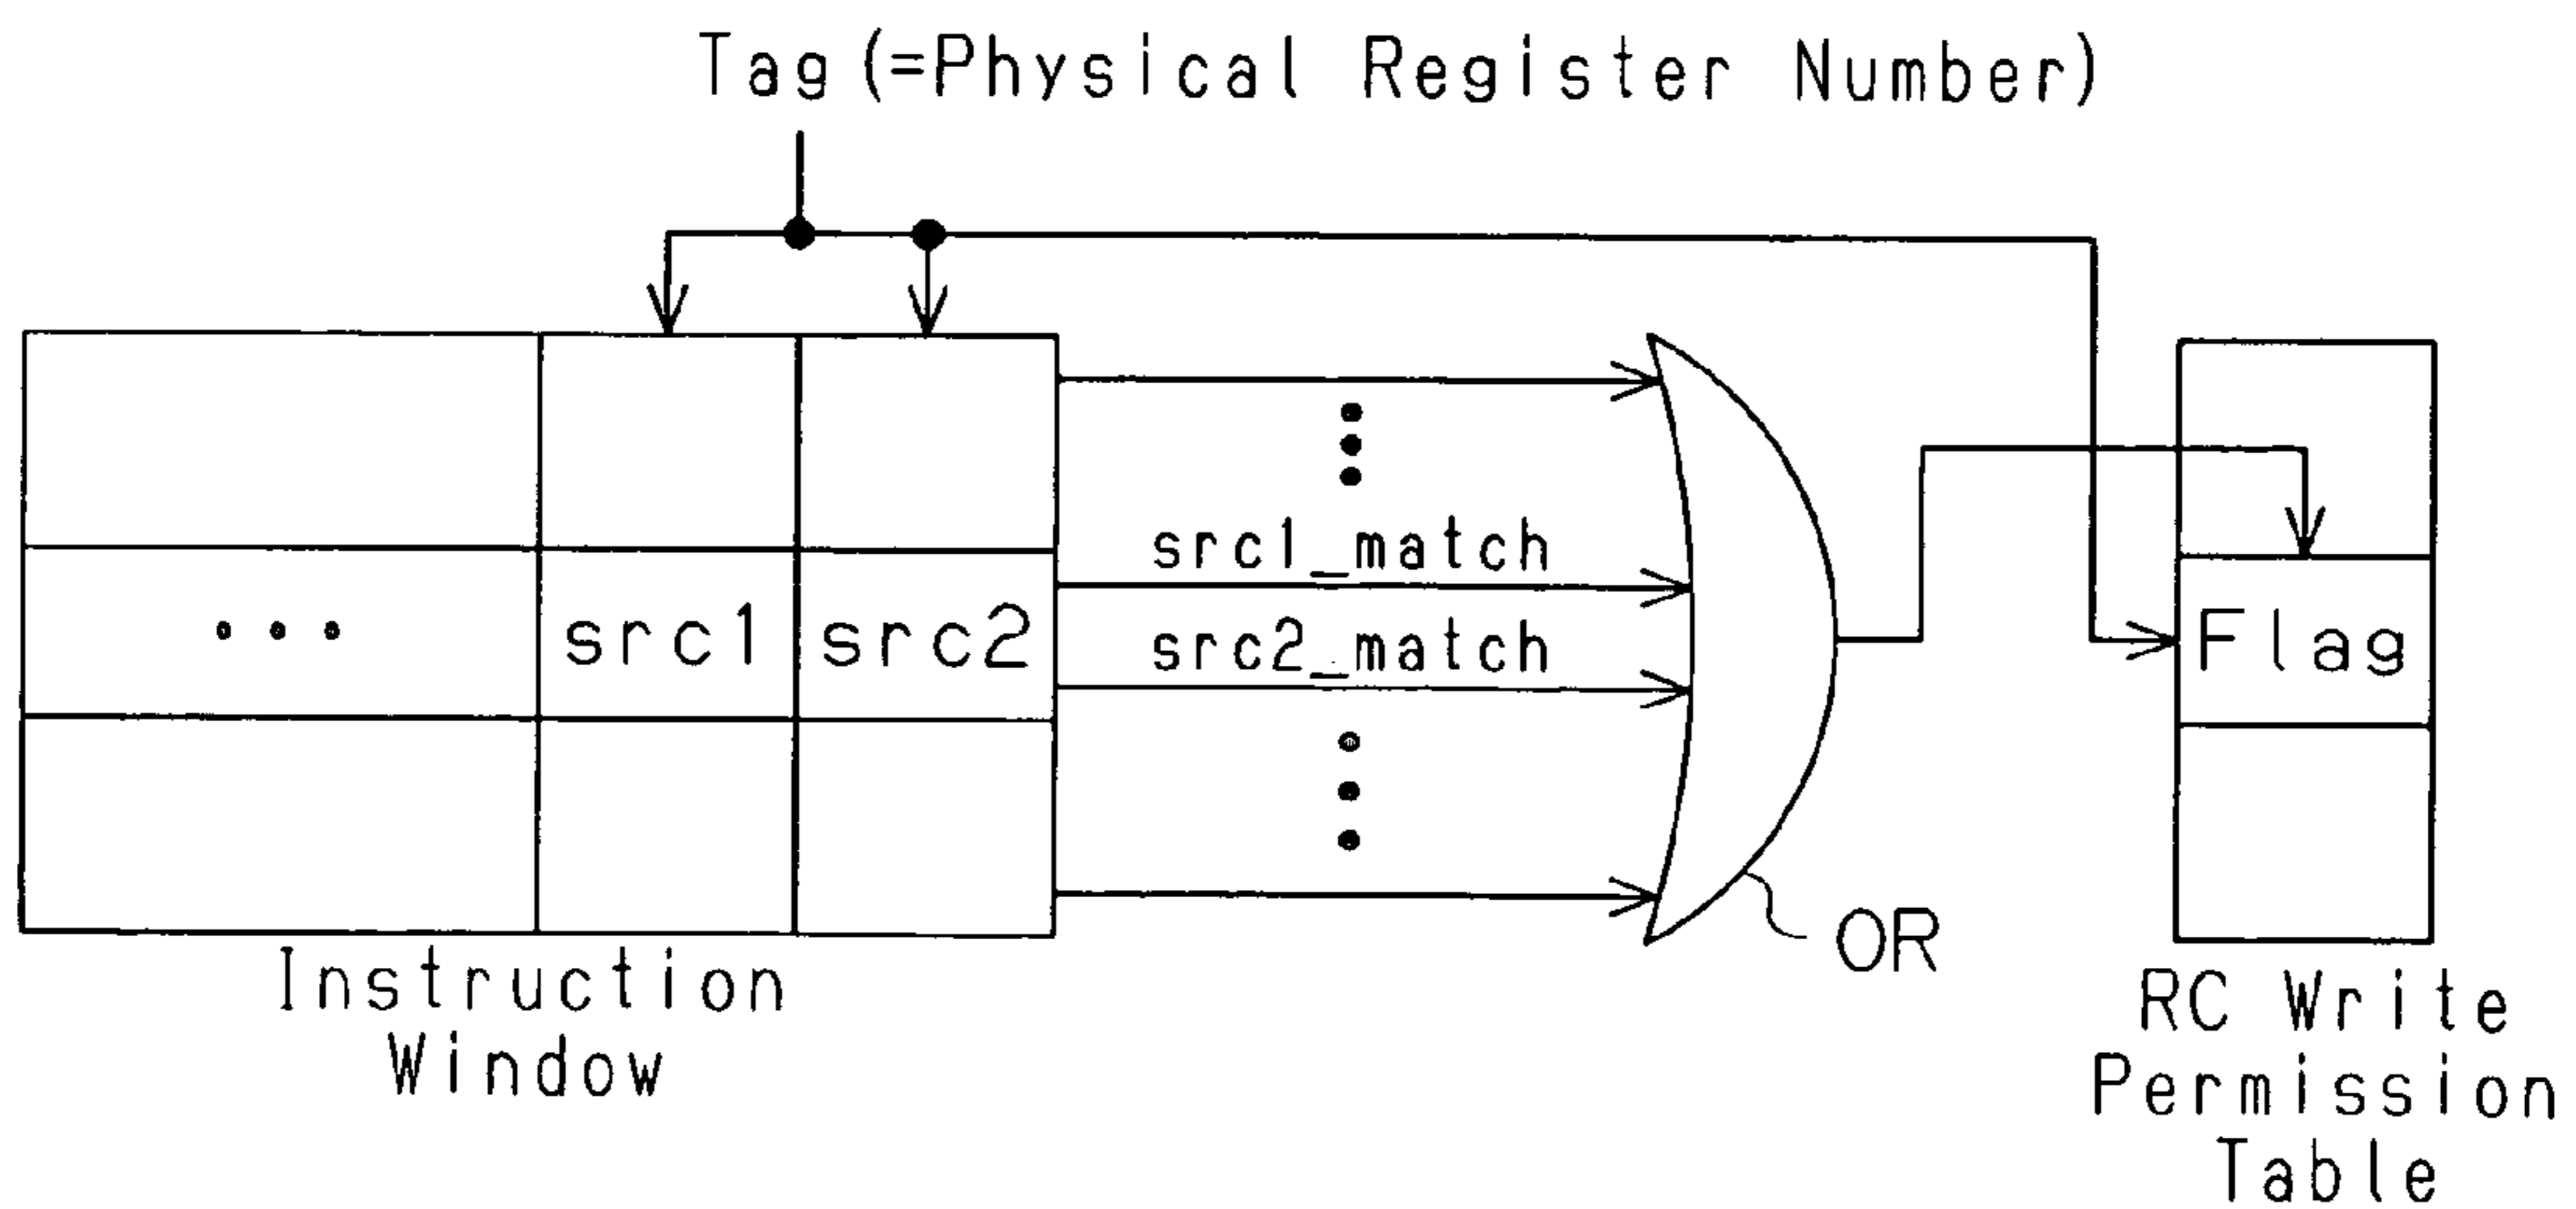 Tag (=Physical Register Number)
src1_match
src2_match
... src1 src2
Flag
OR
Instruction
Window
RC Write
Permission
Table